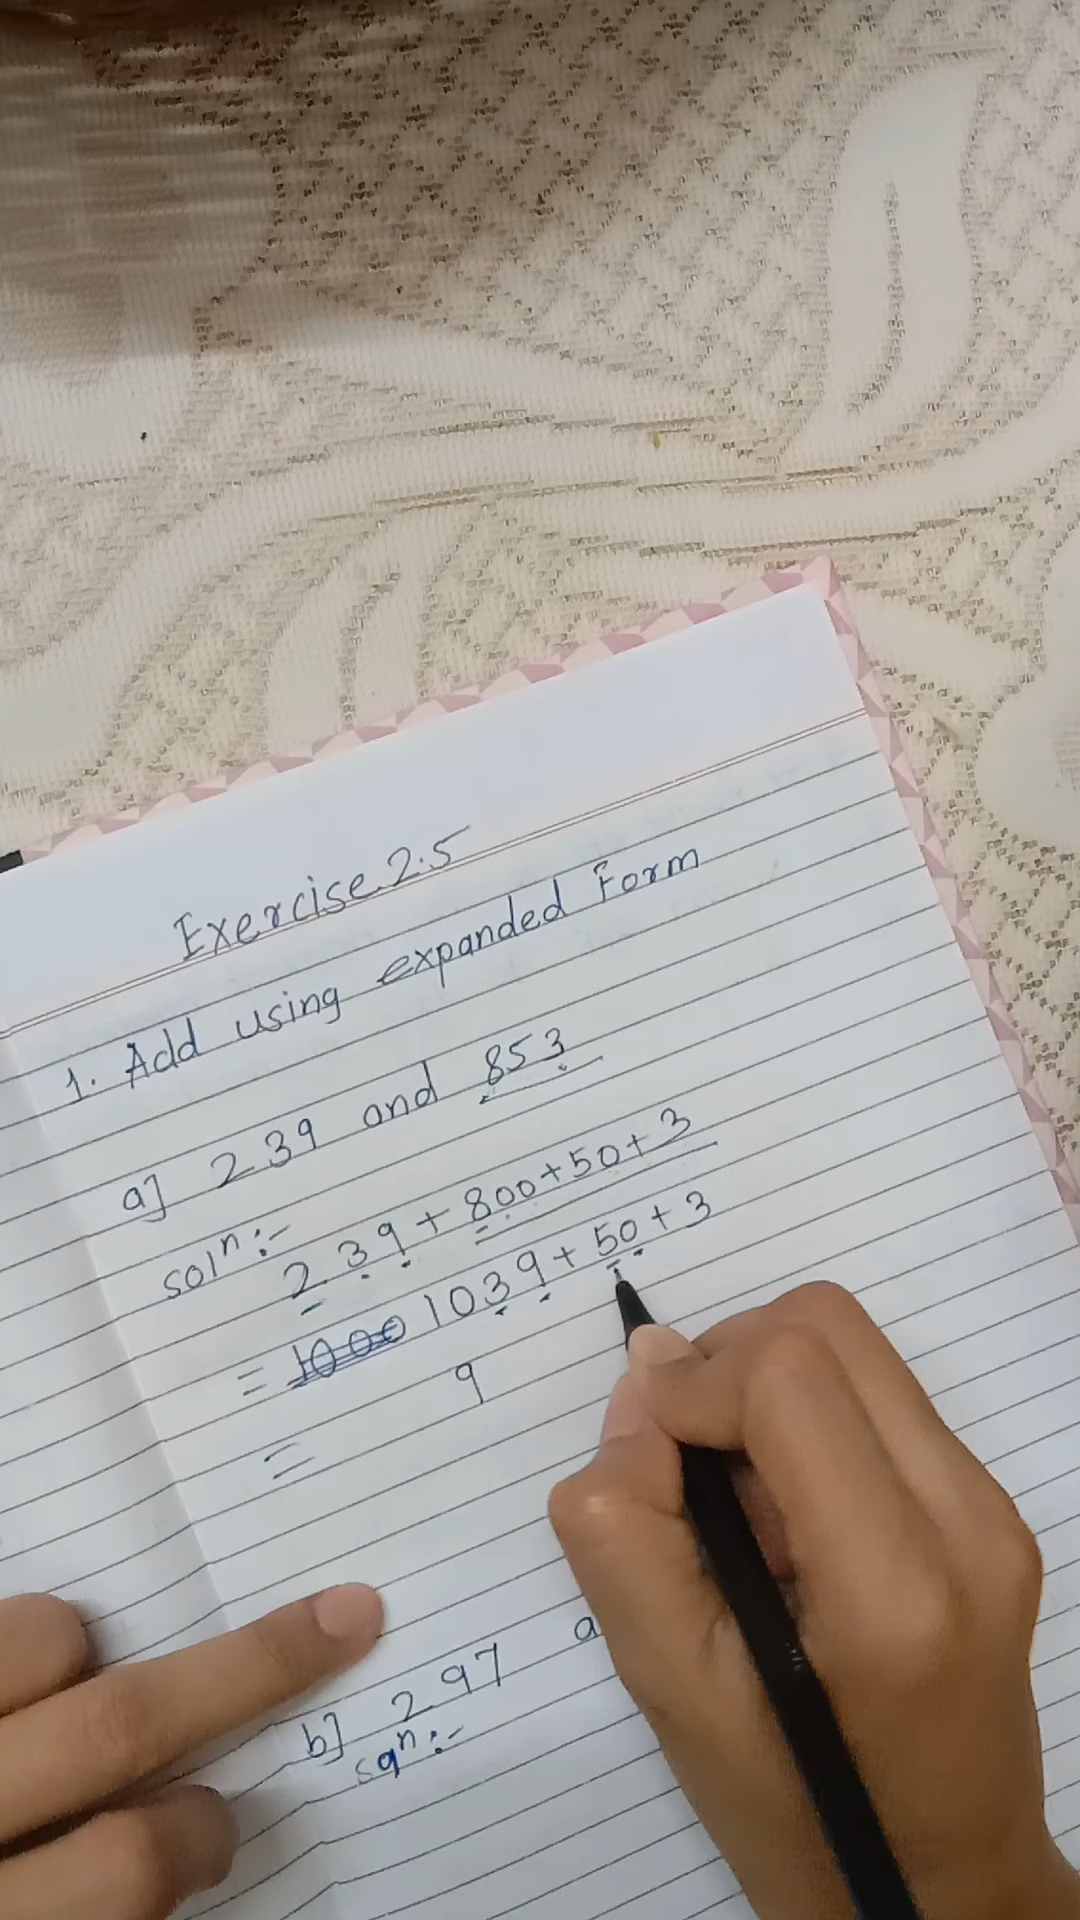 Exercise 2.5
1. Add using expanded Form
a] 239 and 853
solⁿ :-
239 + 800+50+3
= 1000 1039 + 50 + 3
= 9
b] 297 a
sqⁿ :-